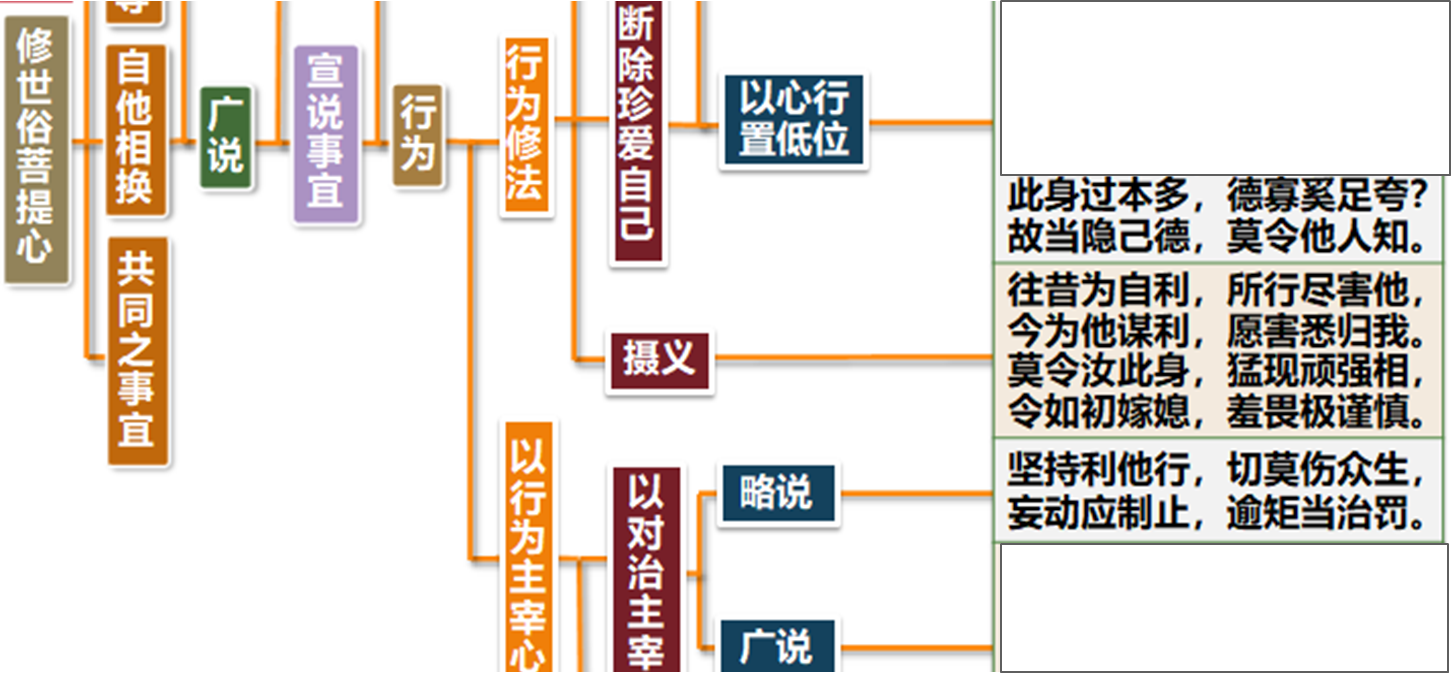 修世俗菩提心
自他相换
共同之事宜
广说
宣说事宜
行为
行为修法
以行为主宰心
断除珍爱自己
摄义
以对治主宰
以心行
置低位
略说
广说
此身过本多，德寡奚足夸？
故当隐己德，莫令他人知。
往昔为自利，所行尽害他，
今为他谋利，愿害悉归我。
莫令汝此身，猛现顽强相，
令如初嫁媳，羞畏极谨慎。
坚持利他行，切莫伤众生，
妄动应制止，逾矩当治罚。